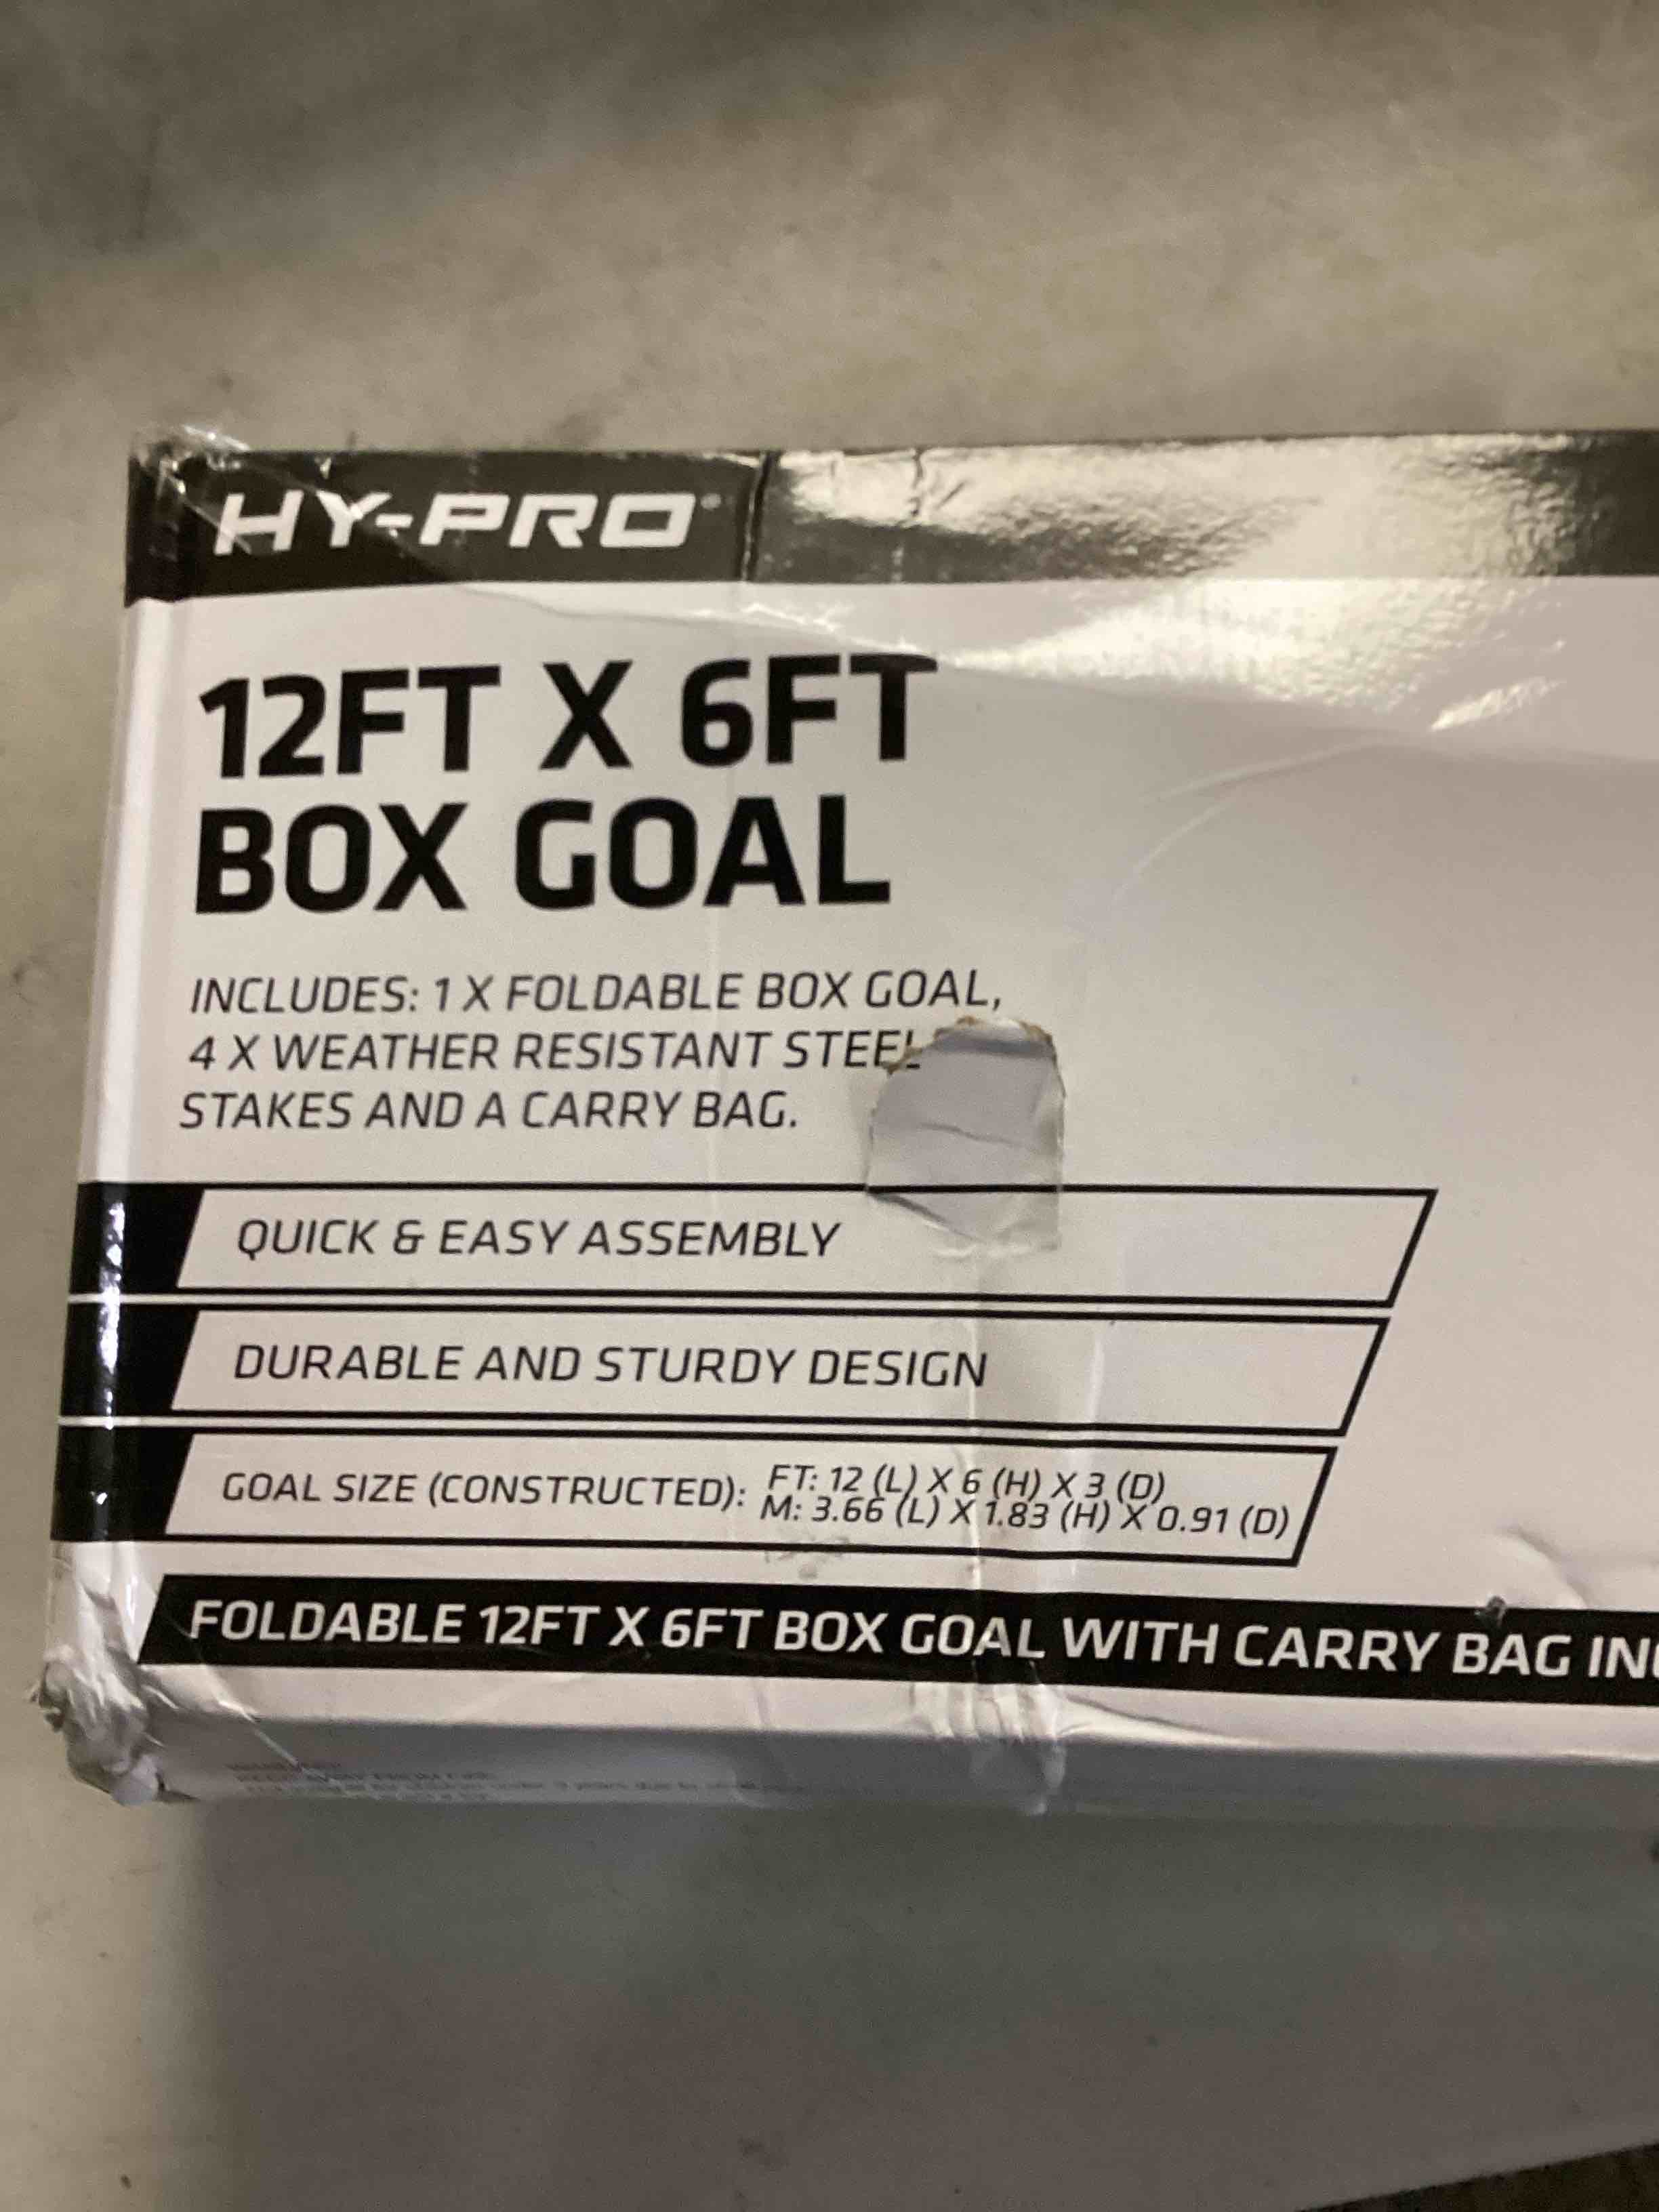 HY-PRO®
12FT X 6FT
BOX GOAL
INCLUDES: 1 X FOLDABLE BOX GOAL,
4 X WEATHER RESISTANT STEEL
STAKES AND A CARRY BAG.
QUICK & EASY ASSEMBLY
DURABLE AND STURDY DESIGN
GOAL SIZE (CONSTRUCTED): FT: 12 (L) X 6 (H) X 3 (D)
M: 3.66 (L) X 1.83 (H) X 0.91 (D)
FOLDABLE 12FT X 6FT BOX GOAL WITH CARRY BAG